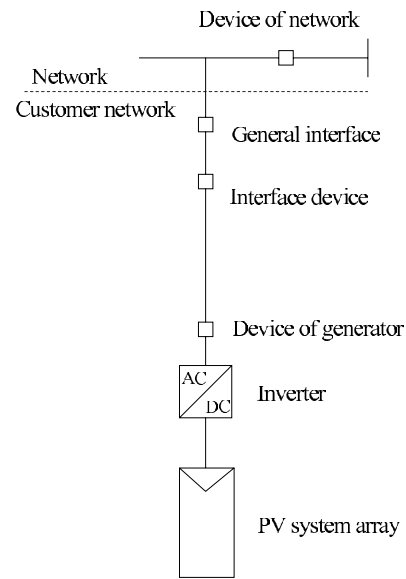 Device of network
Network
Customer network
General interface
Interface device
Device of generator
AC
DC
Inverter
PV system array